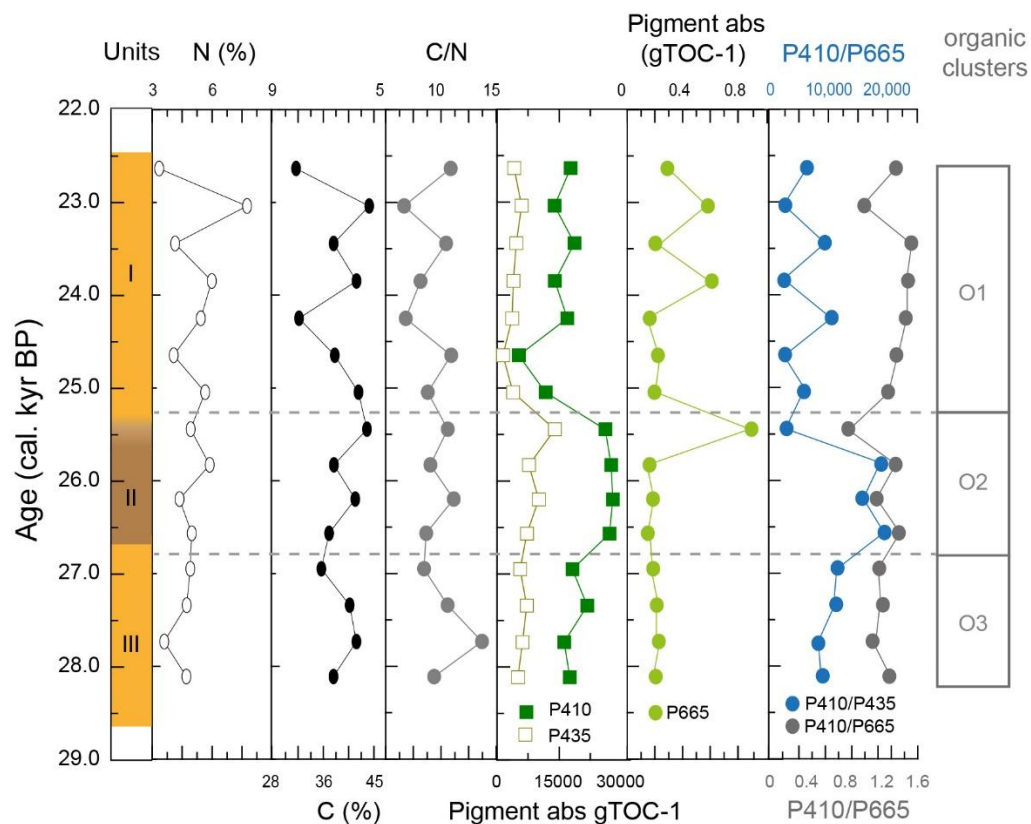 Units
N (%)
C/N
Pigment abs
(gTOC-1)
P410/P665
organic
clusters
3
6
9
5
10
15
0
0.4
0.8
0
10,000
20,000
22.0
23.0
24.0
25.0
26.0
27.0
28.0
29.0
Age (cal. kyr BP)
I
II
III
O1
O2
O3
P410
P435
P665
P410/P435
P410/P665
28
36
45
0
15000
30000
0
0.4
0.8
1.2
1.6
C (%)
Pigment abs gTOC-1
P410/P665